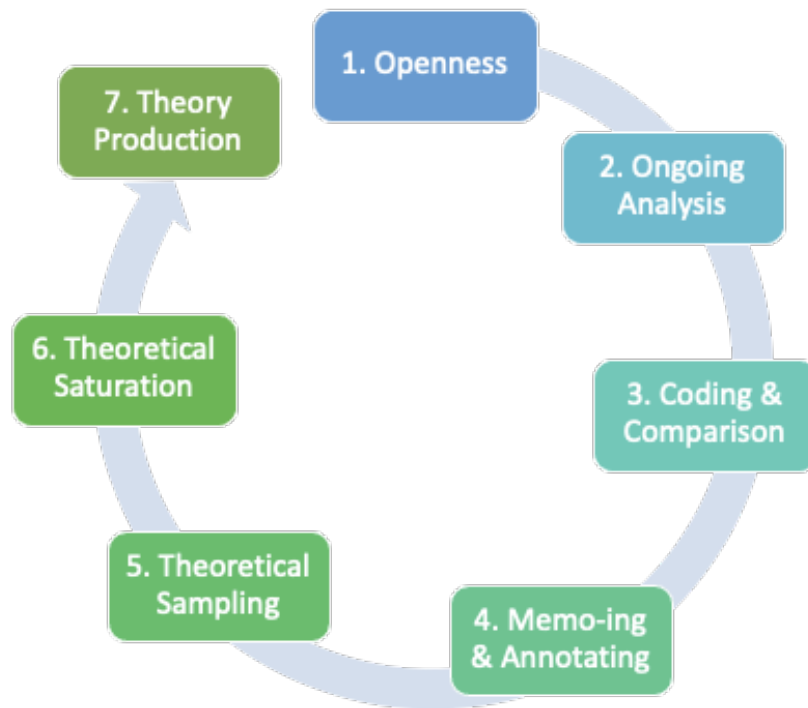 1. Openness
2. Ongoing
Analysis
3. Coding &
Comparison
4. Memo-ing
& Annotating
5. Theoretical
Sampling
6. Theoretical
Saturation
7. Theory
Production